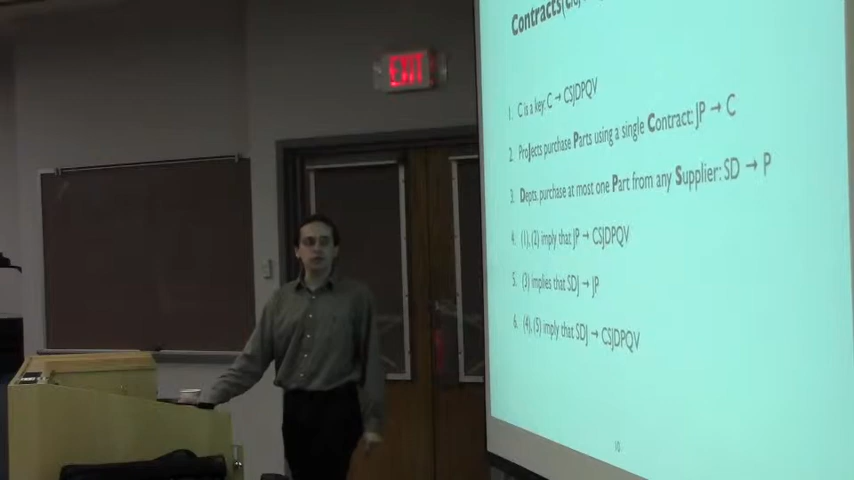 EXIT
Contracts(
1. C is a key: C → CSJDPQV
2. Projects purchase Parts using a single Contract: JP → C
3. Depts. purchase at most one Part from any Supplier: SD → P
4. (1), (2) imply that JP → CSJDPQV
5. (3) implies that SDJ → JP
6. (4), (5) imply that SDJ → CSJDPQV
10